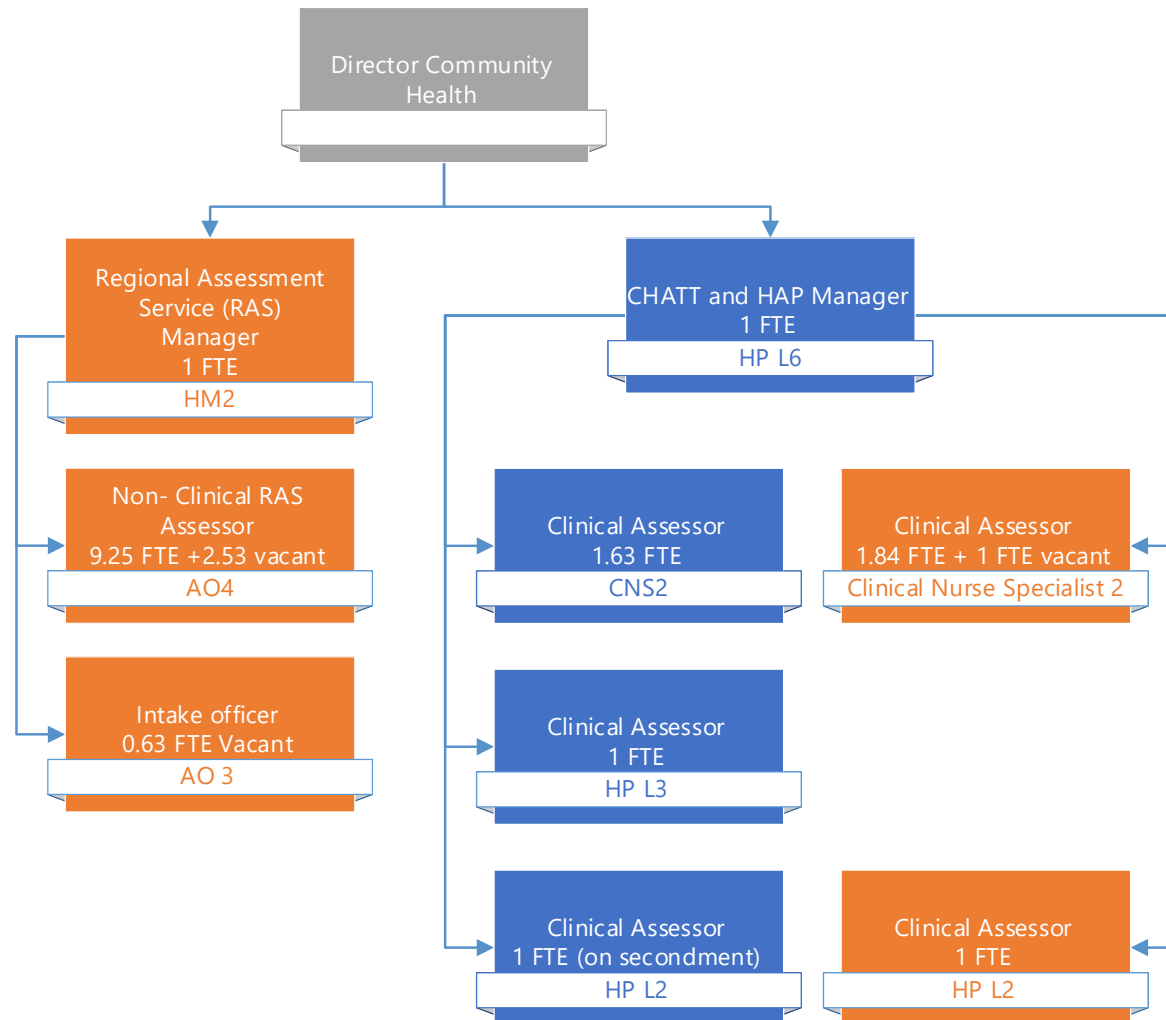 Director Community
Health
Regional Assessment
Service (RAS)
Manager
1 FTE
HM2
CHATT and HAP Manager
1 FTE
HP L6
Non- Clinical RAS
Assessor
9.25 FTE +2.53 vacant
AO4
Clinical Assessor
1.63 FTE
CNS2
Clinical Assessor
1.84 FTE + 1 FTE vacant
Clinical Nurse Specialist 2
Intake officer
0.63 FTE Vacant
AO 3
Clinical Assessor
1 FTE
HP L3
Clinical Assessor
1 FTE (on secondment)
HP L2
Clinical Assessor
1 FTE
HP L2